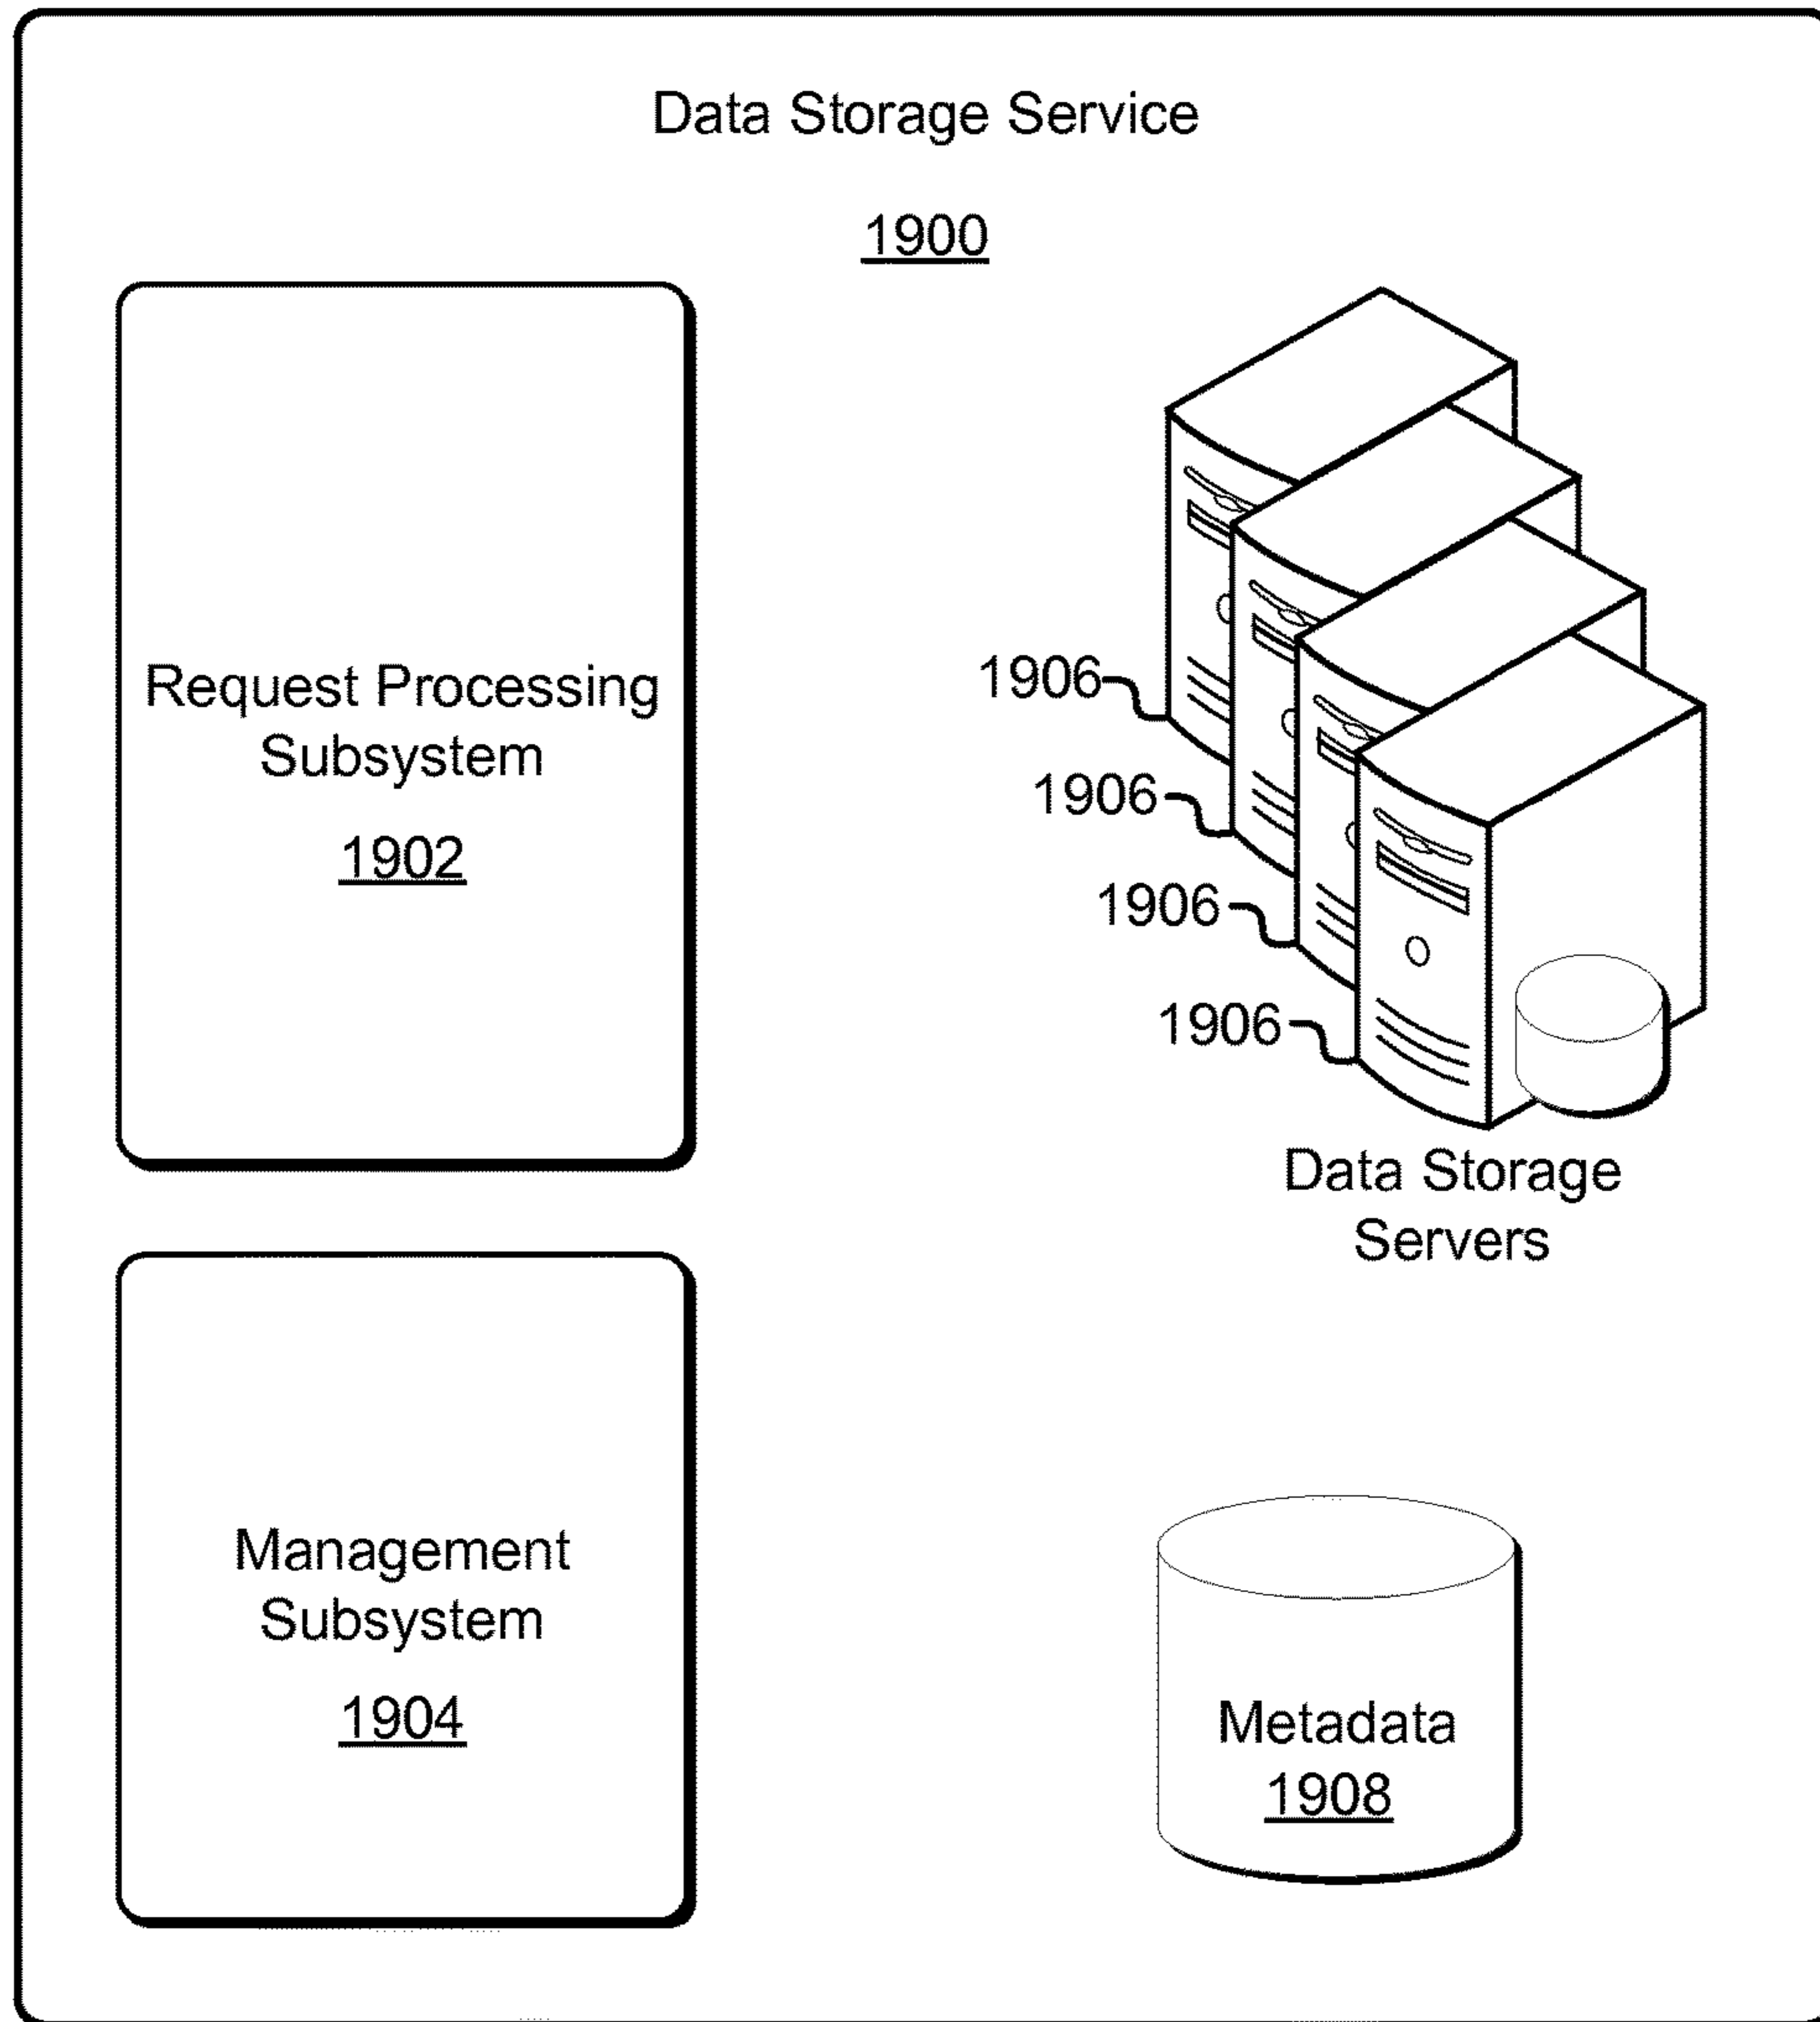 Data Storage Service
1900
Request Processing
Subsystem
1902
1906
1906
1906
1906
Data Storage
Servers
Management
Subsystem
1904
Metadata
1908